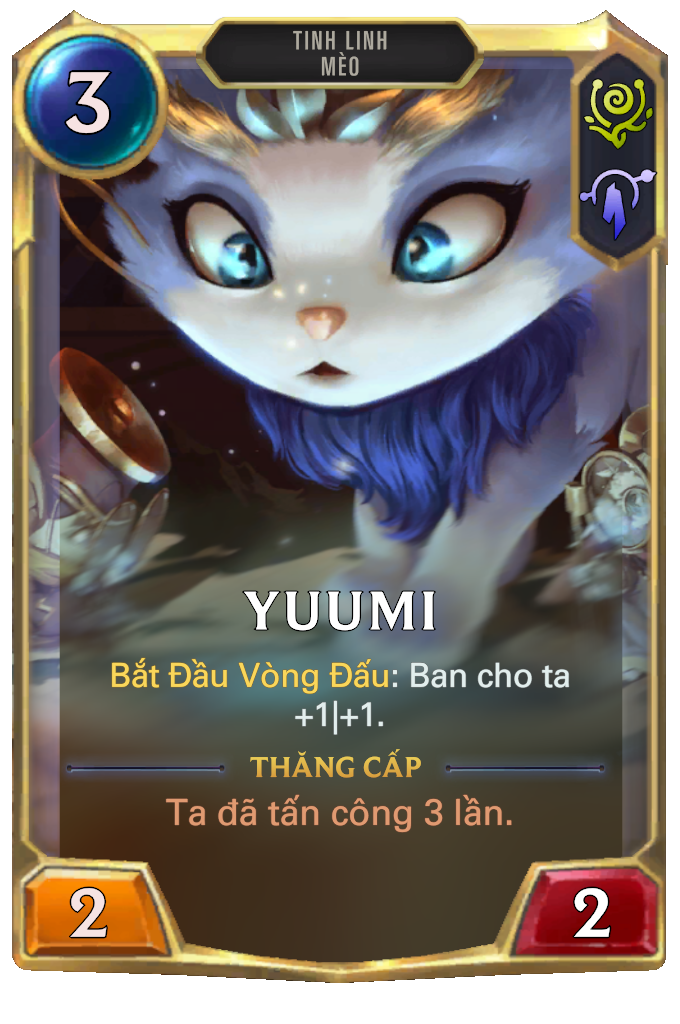 3
TINH LINH
MÈO
YUUMI
Bắt Đầu Vòng Đấu: Ban cho ta
+1|+1.
THĂNG CẤP
Ta đã tấn công 3 lần.
2
2